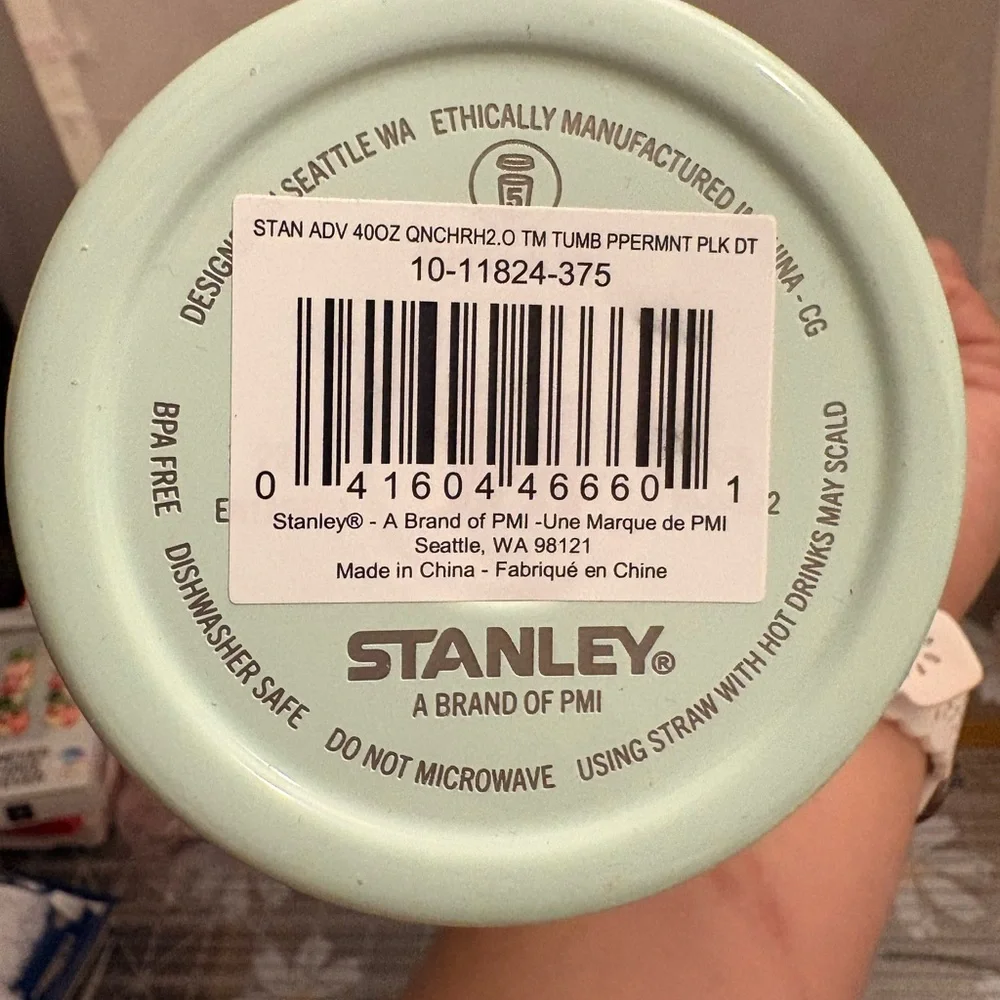 DESIGN SEATTLE WA
ETHICALLY MANUFACTURED INA - CG
5
STAN ADV 40OZ QNCHRH2.O TM TUMB PPERMNT PLK DT
10-11824-375
0 41604 46660 1
Stanley® - A Brand of PMI -Une Marque de PMI
Seattle, WA 98121
Made in China - Fabriqué en Chine
E
2
STANLEY®
A BRAND OF PMI
BPA FREE
DISHWASHER SAFE
DO NOT MICROWAVE
USING STRAW WITH HOT DRINKS MAY SCALD